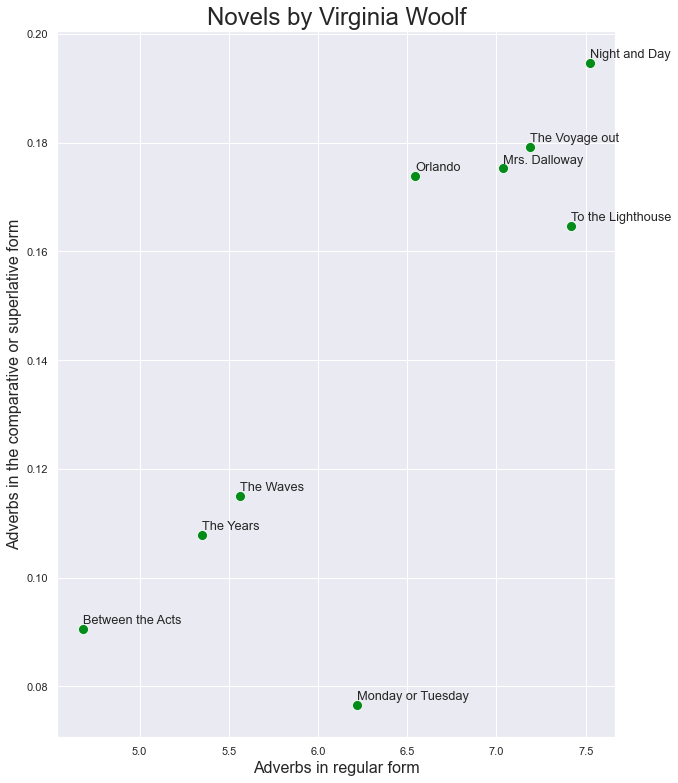 Novels by Virginia Woolf
0.20
Night and Day
0.18
The Voyage out
Mrs. Dalloway
Orlando
To the Lighthouse
0.16
Adverbs in the comparative or superlative form
0.14
0.12
The Waves
The Years
0.10
Between the Acts
0.08
Monday or Tuesday
5.0 5.5 6.0 6.5 7.0 7.5
Adverbs in regular form